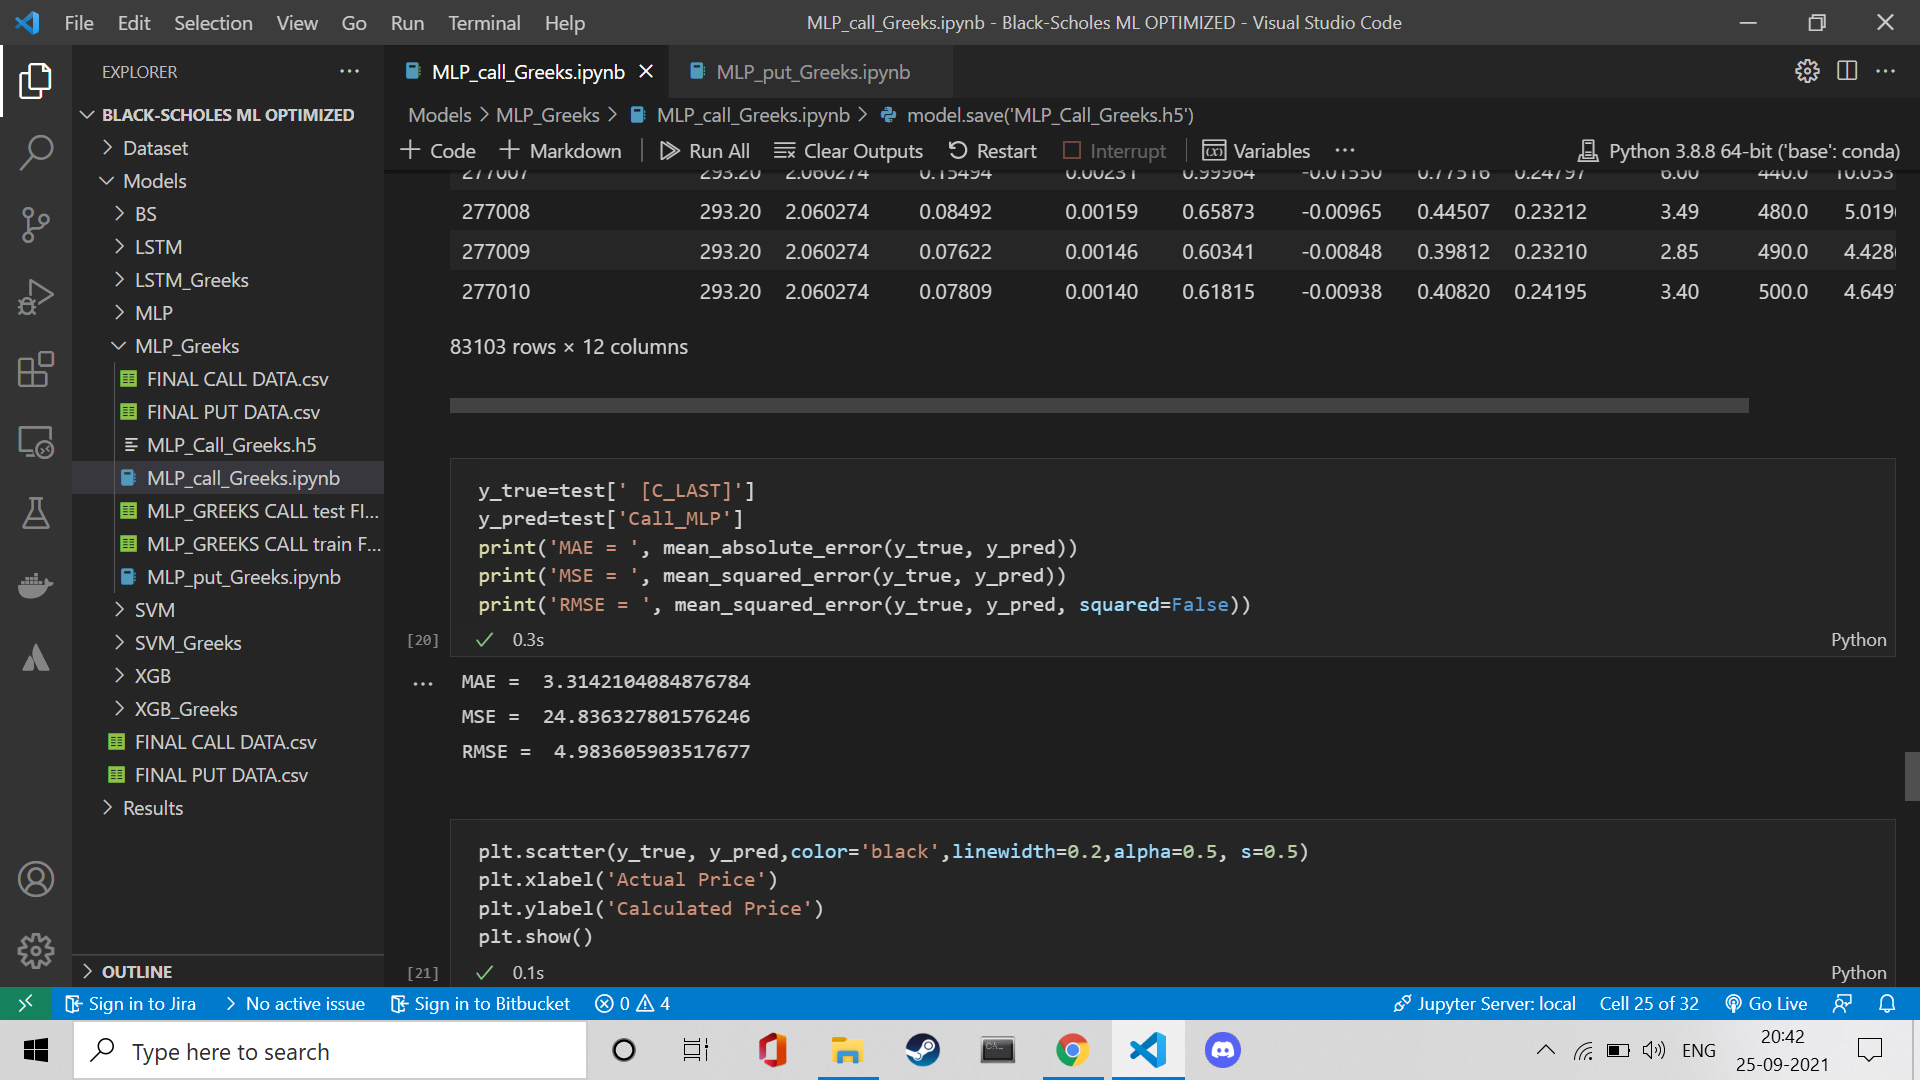 File Edit Selection View Go Run Terminal Help
MLP_call_Greeks.ipynb - Black-Scholes ML OPTIMIZED - Visual Studio Code
EXPLORER
BLACK-SCHOLES ML OPTIMIZED
Dataset
Models
BS
LSTM
LSTM_Greeks
MLP
MLP_Greeks
FINAL CALL DATA.csv
FINAL PUT DATA.csv
MLP_Call_Greeks.h5
MLP_call_Greeks.ipynb
MLP_GREEKS CALL test FI...
MLP_GREEKS CALL train F...
MLP_put_Greeks.ipynb
SVM
SVM_Greeks
XGB
XGB_Greeks
FINAL CALL DATA.csv
FINAL PUT DATA.csv
Results
OUTLINE
MLP_call_Greeks.ipynb MLP_put_Greeks.ipynb
Models > MLP_Greeks > MLP_call_Greeks.ipynb > model.save('MLP_Call_Greeks.h5')
Code Markdown Run All Clear Outputs Restart Interrupt Variables Python 3.8.8 64-bit ('base': conda)
277007 293.20 2.060274 0.15494 0.00231 0.99964 -0.01550 0.77516 0.24797 6.00 440.0 10.053
277008 293.20 2.060274 0.08492 0.00159 0.65873 -0.00965 0.44507 0.23212 3.49 480.0 5.019
277009 293.20 2.060274 0.07622 0.00146 0.60341 -0.00848 0.39812 0.23210 2.85 490.0 4.428
277010 293.20 2.060274 0.07809 0.00140 0.61815 -0.00938 0.40820 0.24195 3.40 500.0 4.649
83103 rows × 12 columns
y_true=test[' [C_LAST]']
y_pred=test['Call_MLP']
print('MAE = ', mean_absolute_error(y_true, y_pred))
print('MSE = ', mean_squared_error(y_true, y_pred))
print('RMSE = ', mean_squared_error(y_true, y_pred, squared=False))
[20] 0.3s Python
MAE = 3.3142104084876784
MSE = 24.836327801576246
RMSE = 4.983605903517677
plt.scatter(y_true, y_pred,color='black',linewidth=0.2,alpha=0.5, s=0.5)
plt.xlabel('Actual Price')
plt.ylabel('Calculated Price')
plt.show()
[21] 0.1s Python
Sign in to Jira No active issue Sign in to Bitbucket 0 4 Jupyter Server: local Cell 25 of 32 Go Live
Type here to search
ENG
20:42
25-09-2021